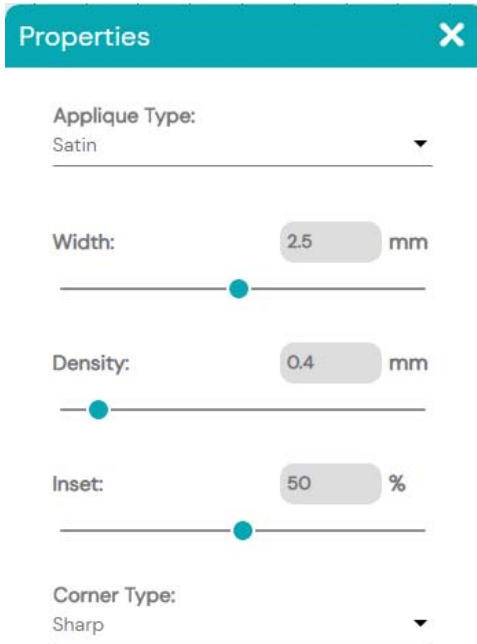 Properties
Applique Type:
Satin
Width: 2.5 mm
Density: 0.4 mm
Inset: 50 %
Corner Type:
Sharp